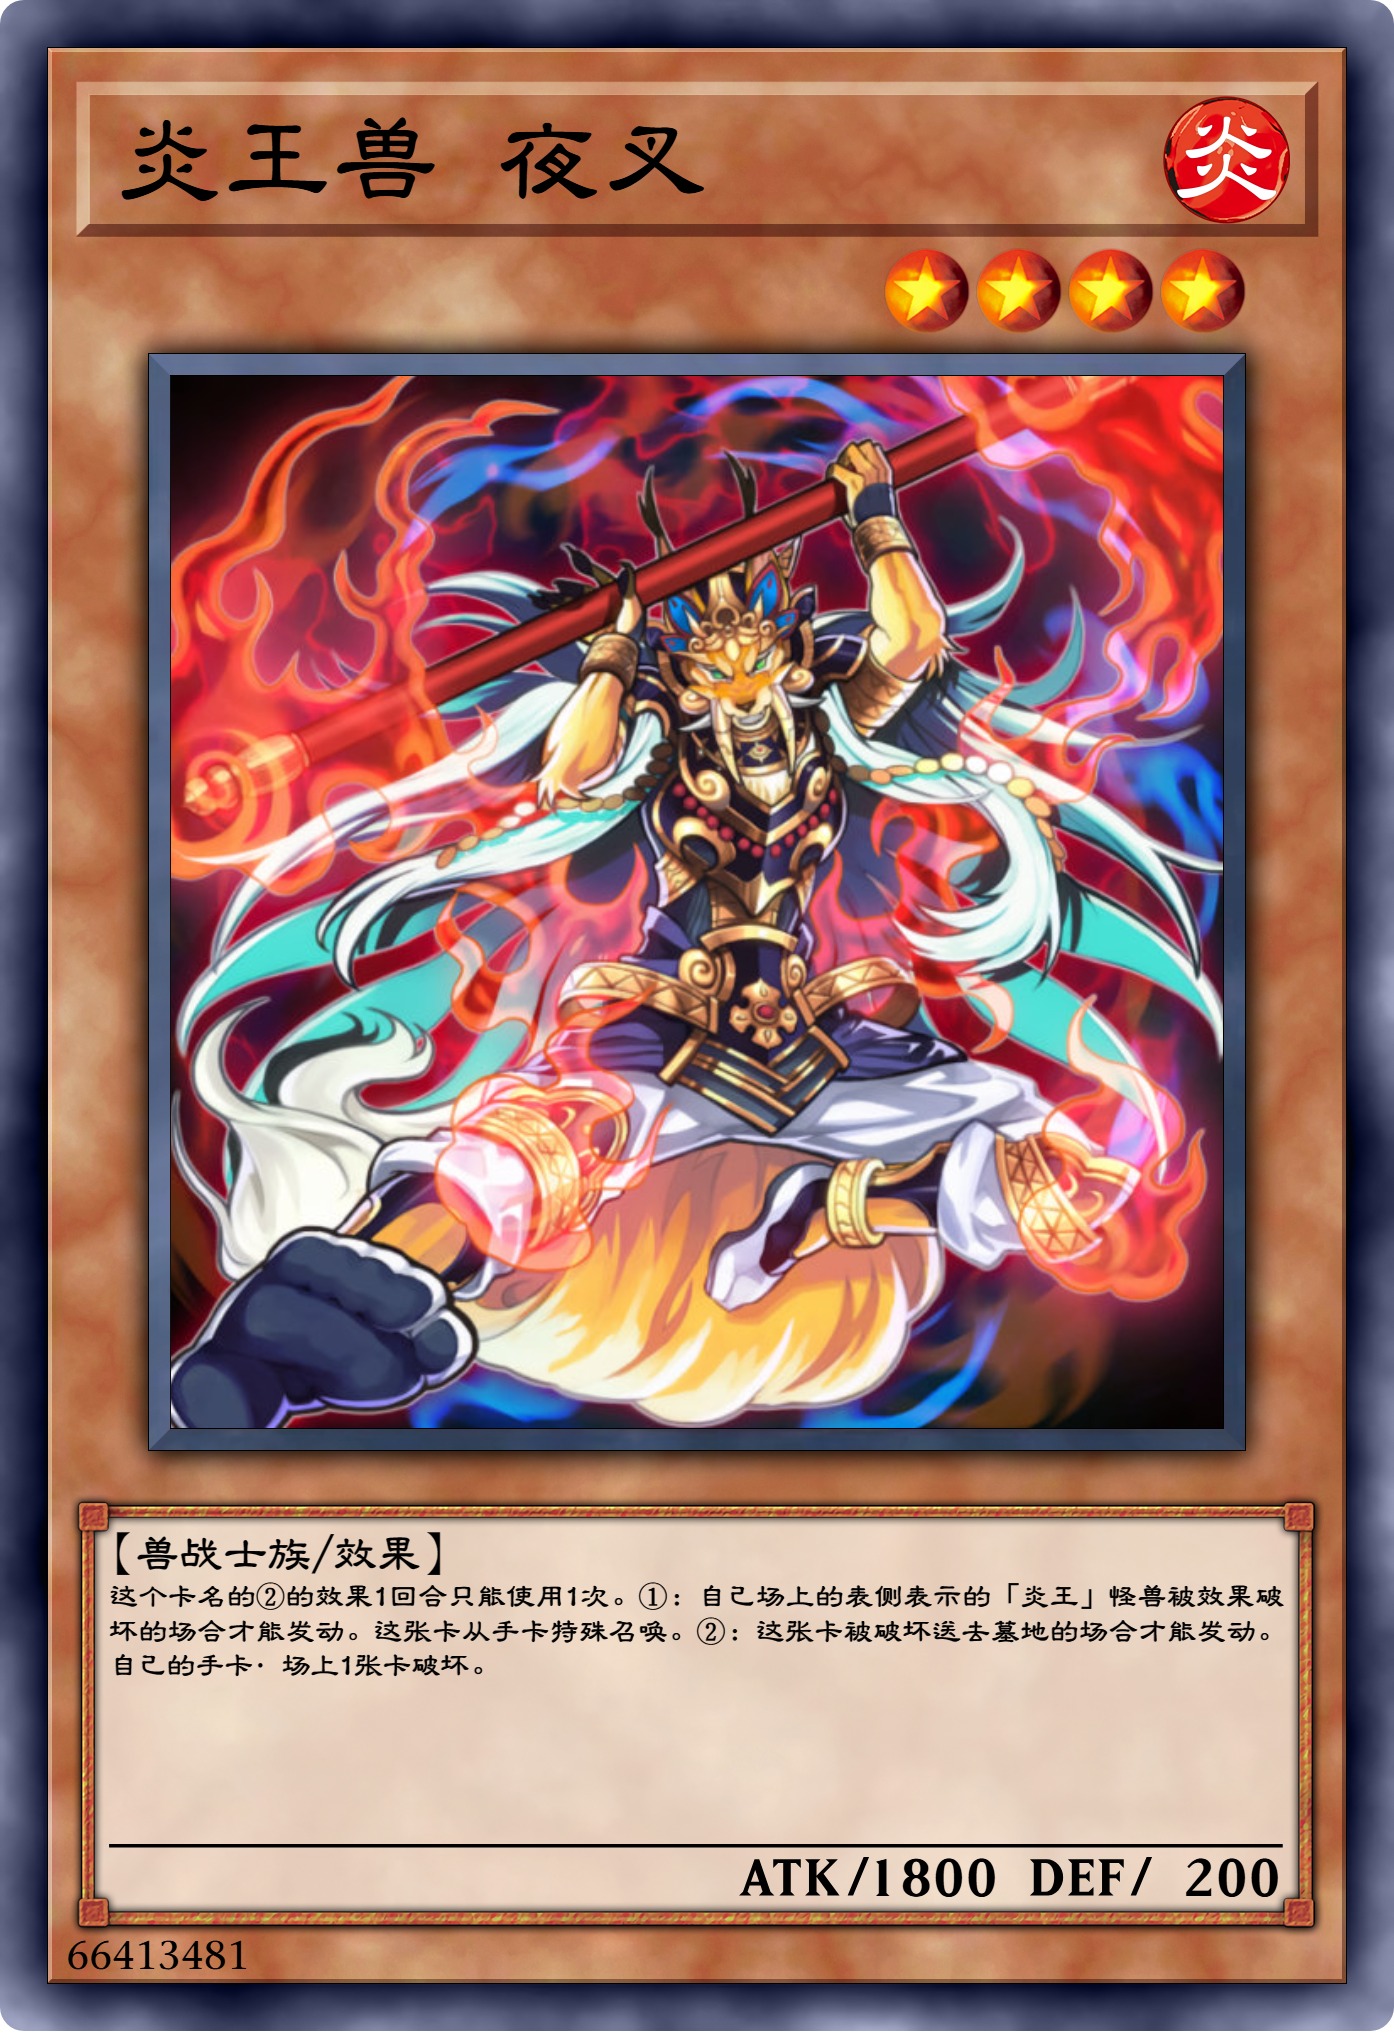 炎王兽 夜叉
炎
【兽战士族/效果】
这个卡名的②的效果1回合只能使用1次。①：自己场上的表侧表示的「炎王」怪兽被效果破
坏的场合才能发动。这张卡从手卡特殊召唤。②：这张卡被破坏送去墓地的场合才能发动。
自己的手卡·场上1张卡破坏。
ATK/1800 DEF/ 200
66413481